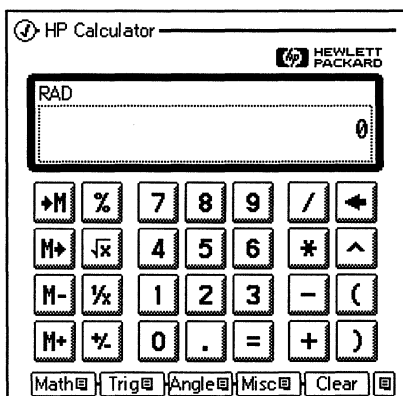 HP Calculator
hp HEWLETT
PACKARD
RAD
0
→M % 7 8 9 / ←
M→ √x 4 5 6 * ^
M- 1/x 1 2 3 - (
M+ +/- 0 . = + )
Math Trig Angle Misc Clear